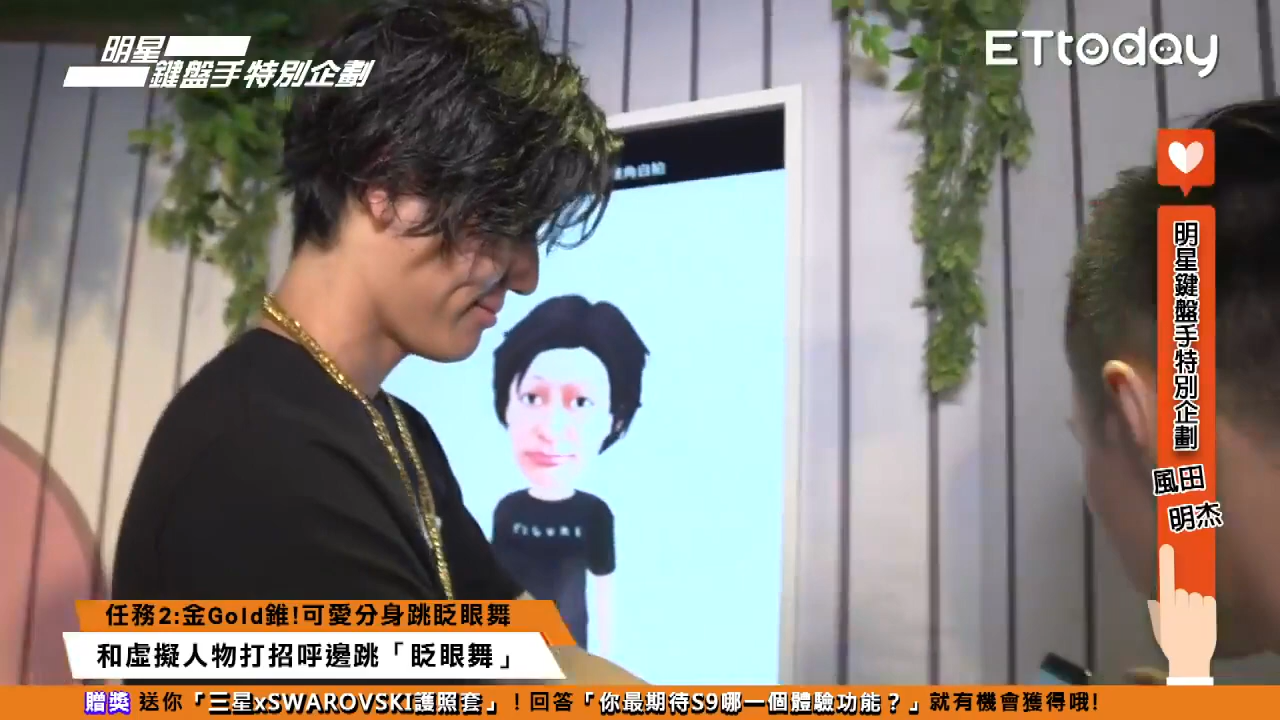 明星
鍵盤手特別企劃
ETtoday
角自拍
FIGURE
明星鍵盤手特別企劃
風田
明杰
任務2:金Gold錐!可愛分身跳眨眼舞
和虛擬人物打招呼邊跳「眨眼舞」
贈獎 送你「三星xSWAROVSKI護照套」！回答「你最期待S9哪一個體驗功能？」就有機會獲得哦!